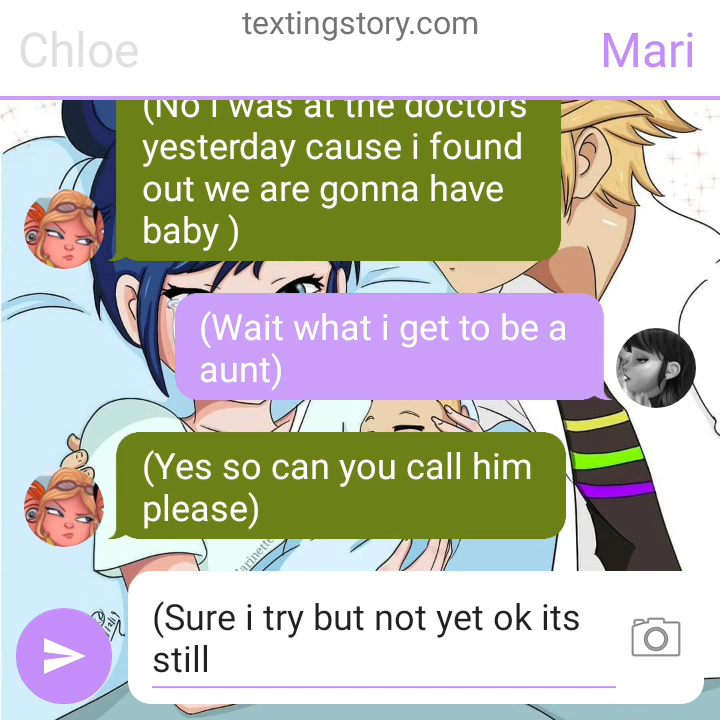 textingstory.com
Chloe
Mari
(No I was at the doctors
yesterday cause i found
out we are gonna have
baby )
(Wait what i get to be a
aunt)
(Yes so can you call him
please)
arinette
(Sure i try but not yet ok its
still